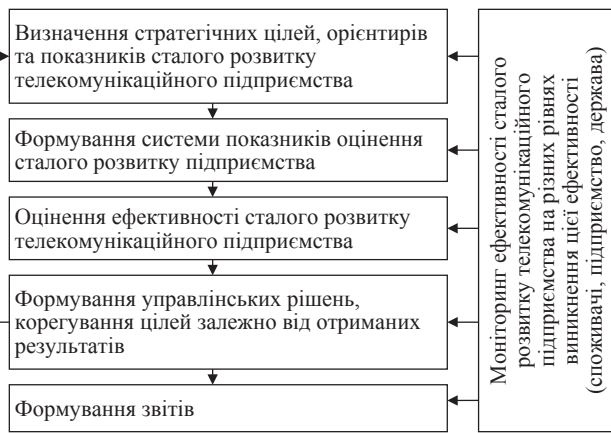 Визначення стратегічних цілей, орієнтирів
та показників сталого розвитку
телекомунікаційного підприємства
Формування системи показників оцінення
сталого розвитку підприємства
Оцінення ефективності сталого розвитку
телекомунікаційного підприємства
Формування управлінських рішень,
корегування цілей залежно від отриманих
результатів
Формування звітів
Моніторинг ефективності сталого
розвитку телекомунікаційного
підприємства на різних рівнях
виникнення цієї ефективності
(споживачі, підприємство, держава)